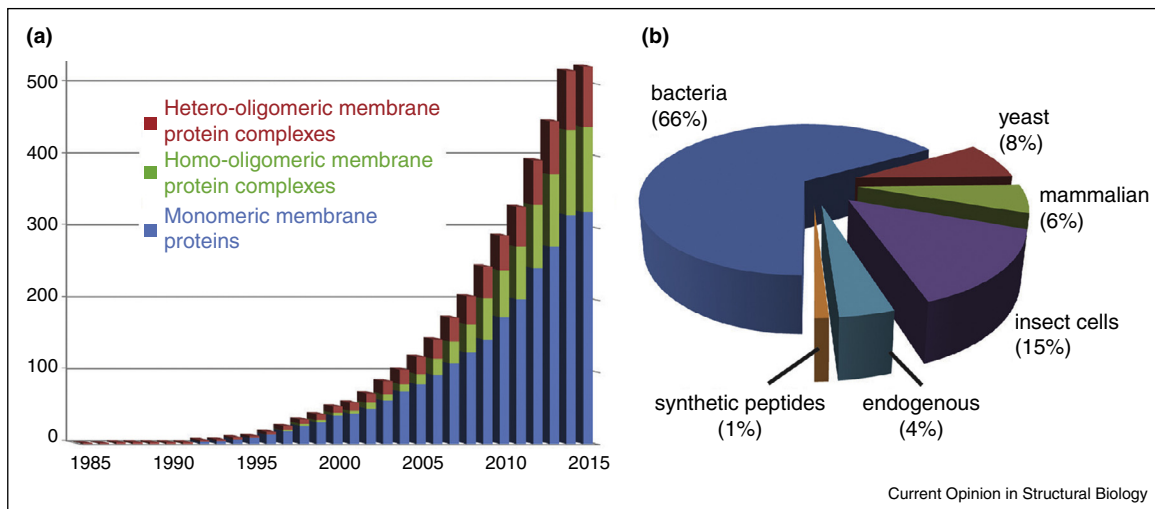 (a)
500
400
300
200
100
0
Hetero-oligomeric membrane
protein complexes
Homo-oligomeric membrane
protein complexes
Monomeric membrane
proteins
1985 1990 1995 2000 2005 2010 2015
(b)
bacteria
(66%)
yeast
(8%)
mammalian
(6%)
insect cells
(15%)
endogenous
(4%)
synthetic peptides
(1%)
Current Opinion in Structural Biology